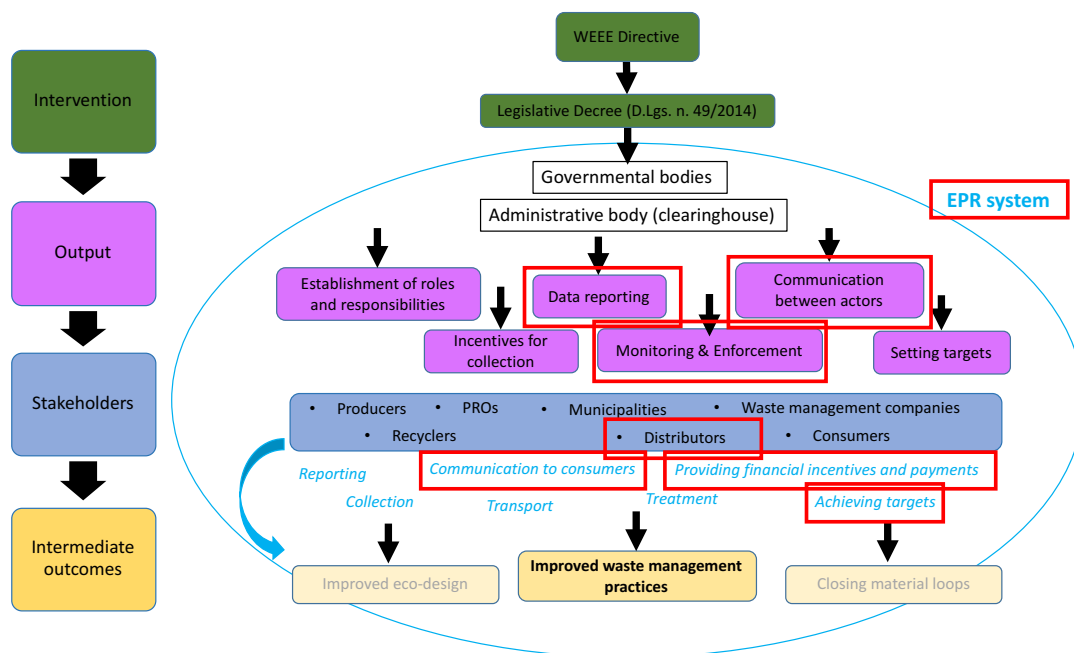 WEEE Directive
Intervention
Legislative Decree (D.Lgs. n. 49/2014)
Governmental bodies
EPR system
Administrative body (clearinghouse)
Output
Establishment of roles
and responsibilities
Data reporting
Communication
between actors
Incentives for
collection
Monitoring & Enforcement
Setting targets
Stakeholders
• Producers
• PROs
• Municipalities
• Waste management companies
• Recyclers
• Distributors
• Consumers
Reporting
Communication to consumers
Providing financial incentives and payments
Collection
Transport
Treatment
Achieving targets
Intermediate
outcomes
Improved eco-design
Improved waste management
practices
Closing material loops